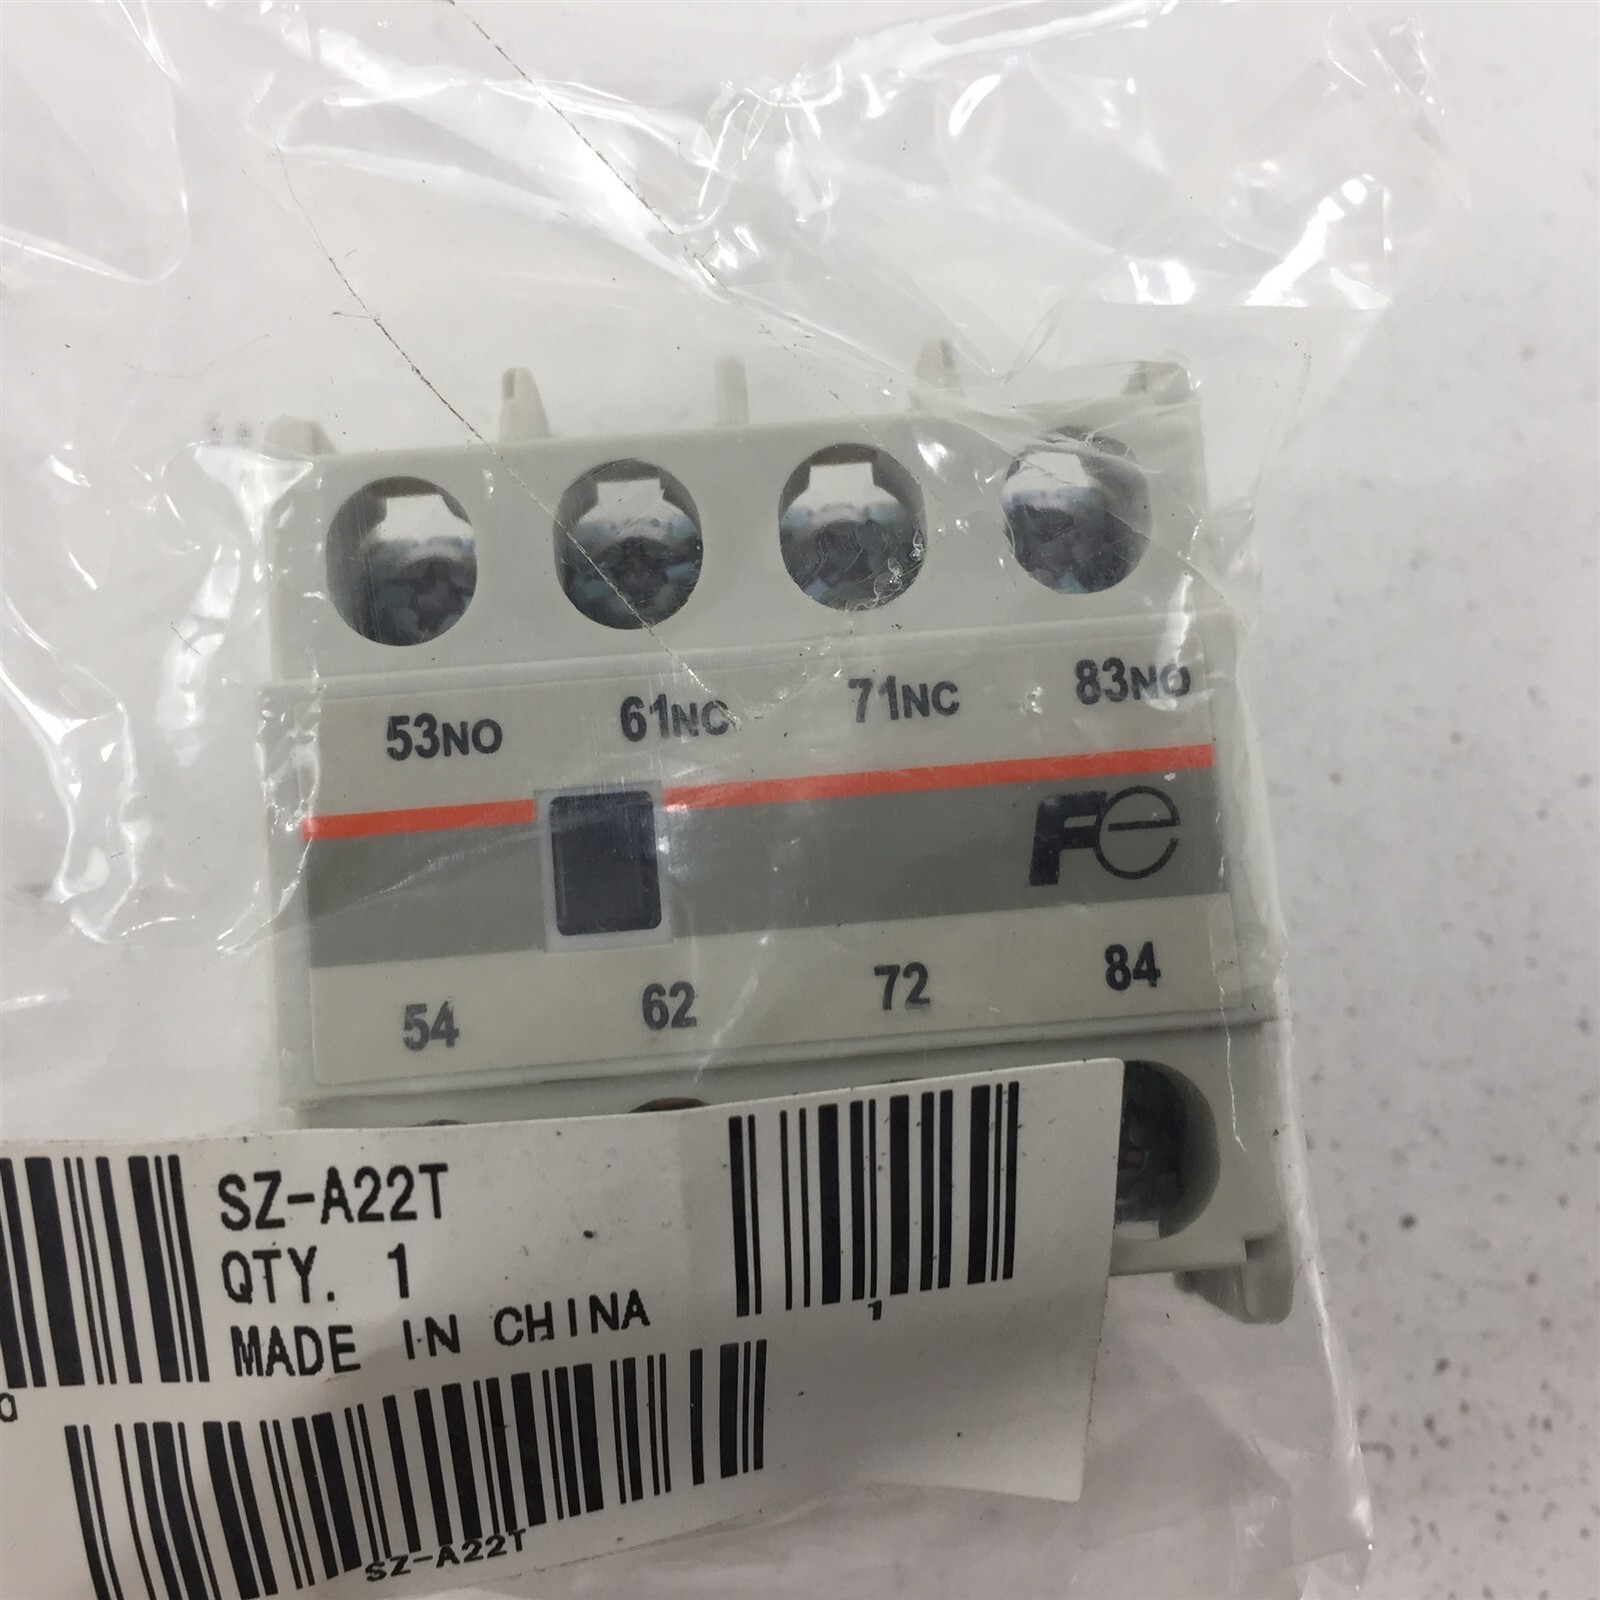 53NO 61NC 71NC 83NO
Fe
54 62 72 84
SZ-A22T
QTY. 1
MADE IN CHINA
1
SZ-A22T